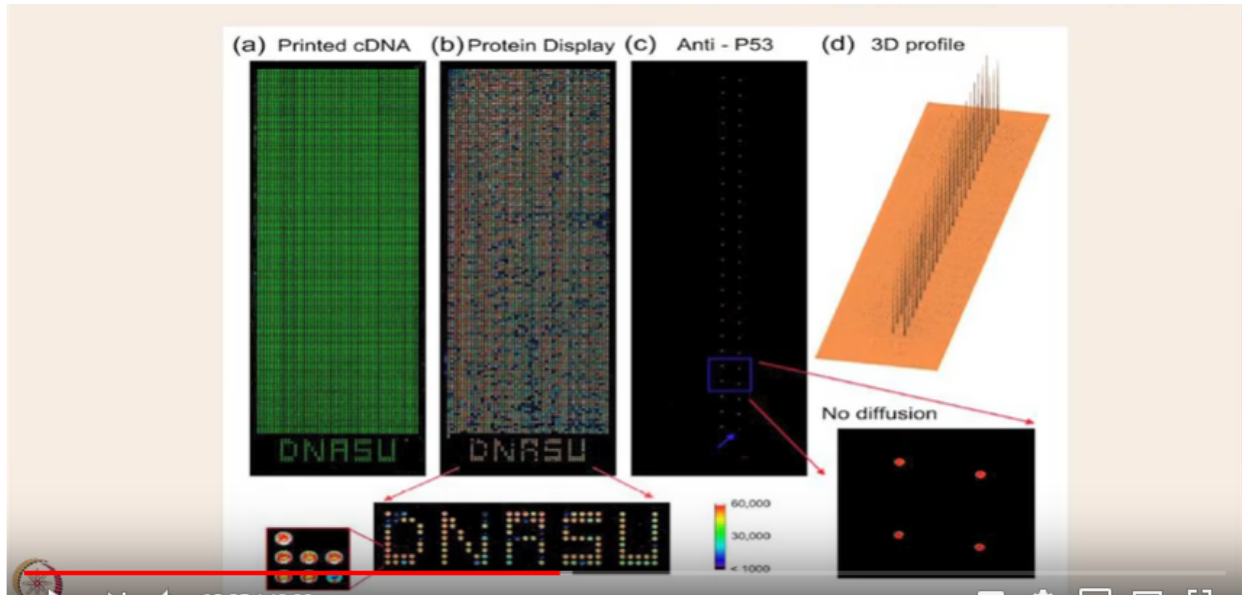 (a) Printed cDNA (b) Protein Display (c) Anti - P53 (d) 3D profile
DNASU DNASU
No diffusion
DNASU
60,000
30,000
< 1000